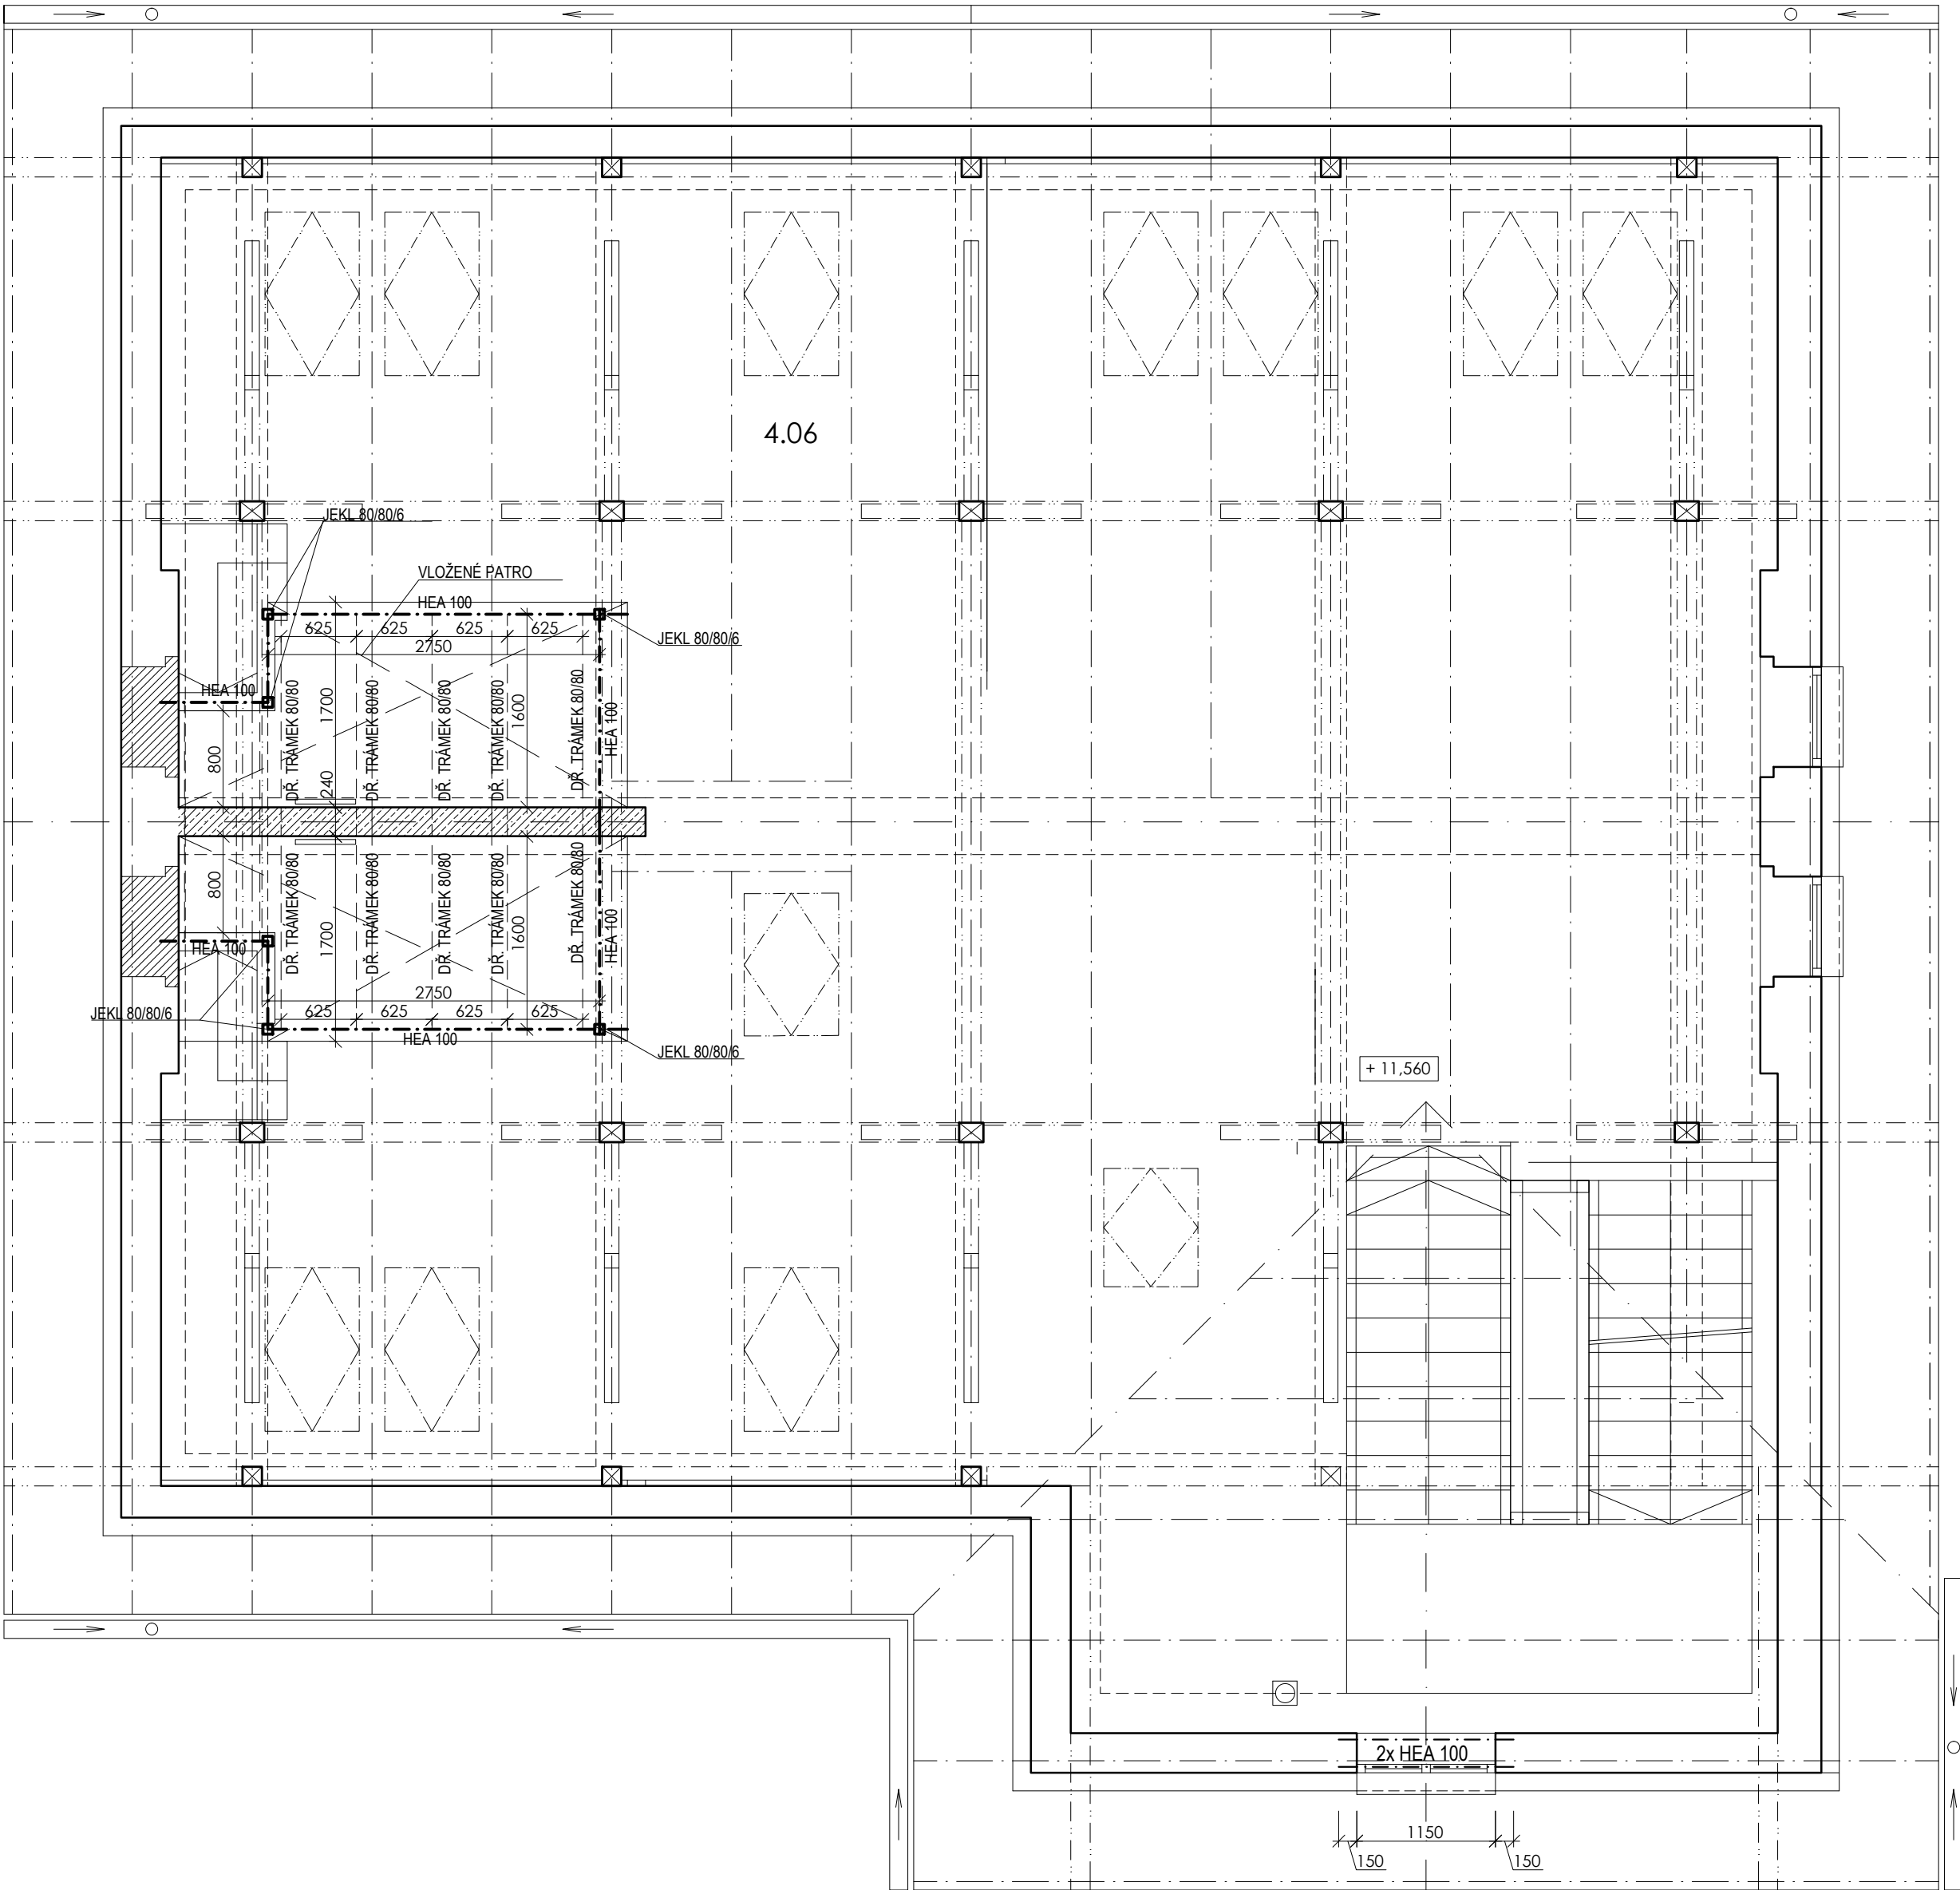 4.06
JEKL 80/80/6
VLOŽENÉ PATRO
HEA 100
625 625 625 625
2750
JEKL 80/80/6
HEA 100
DŘ. TRÁMEK 80/80
1700
DŘ. TRÁMEK 80/80
DŘ. TRÁMEK 80/80
DŘ. TRÁMEK 80/80
1600
DŘ. TRÁMEK 80/80
HEA 100
800
240
800
DŘ. TRÁMEK 80/80
1700
DŘ. TRÁMEK 80/80
DŘ. TRÁMEK 80/80
DŘ. TRÁMEK 80/80
1600
DŘ. TRÁMEK 80/80
HEA 100
HEA 100
2750
625 625 625 625
JEKL 80/80/6
HEA 100
JEKL 80/80/6
+ 11,560
2x HEA 100
1150
150 150